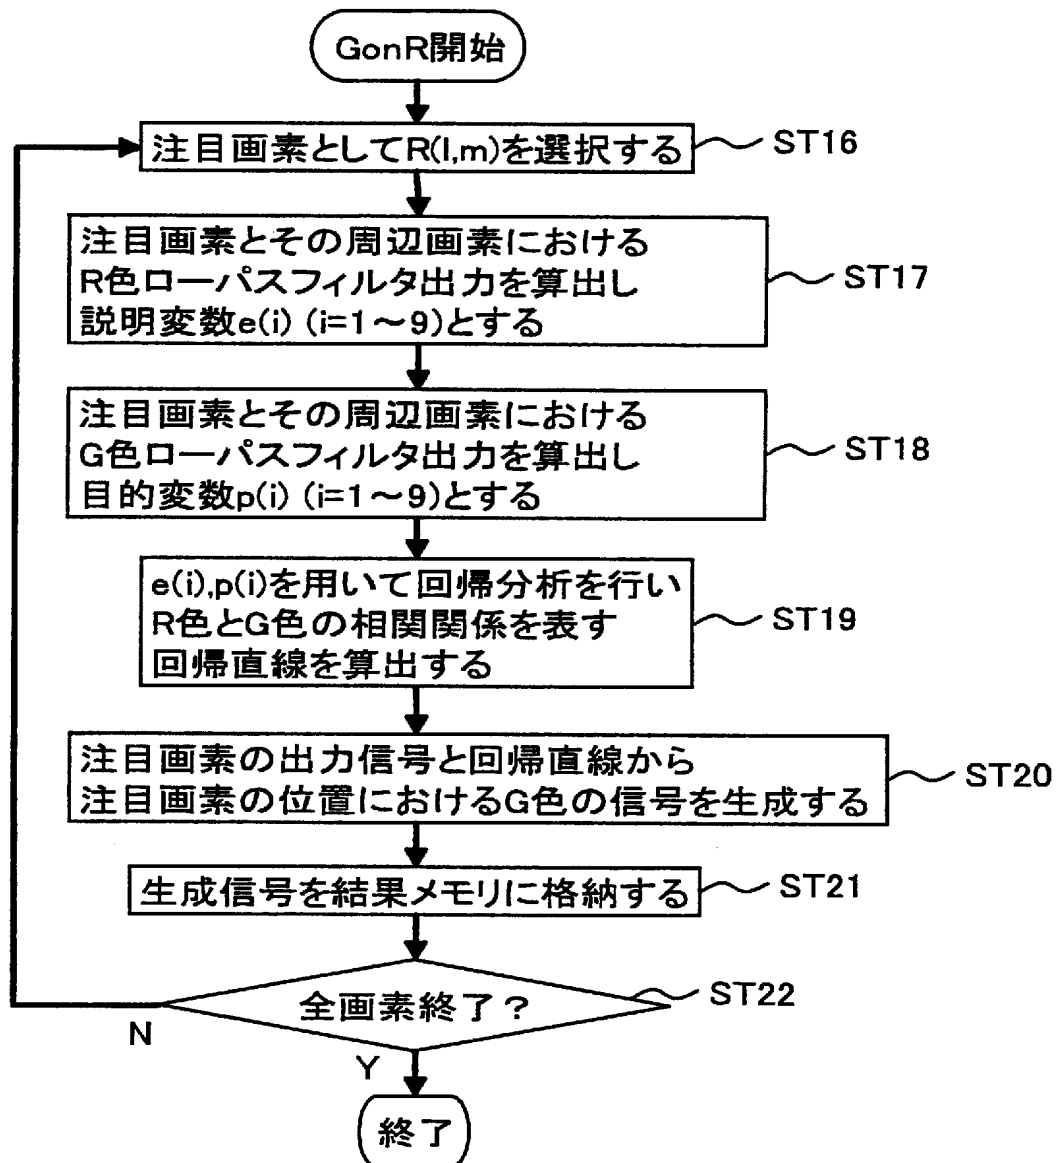 GonR開始
注目画素としてR(l,m)を選択する
ST16
注目画素とその周辺画素における
R色ローパスフィルタ出力を算出し
説明変数e(i) (i=1～9)とする
ST17
注目画素とその周辺画素における
G色ローパスフィルタ出力を算出し
目的変数p(i) (i=1～9)とする
ST18
e(i),p(i)を用いて回帰分析を行い
R色とG色の相関関係を表す
回帰直線を算出する
ST19
注目画素の出力信号と回帰直線から
注目画素の位置におけるG色の信号を生成する
ST20
生成信号を結果メモリに格納する
ST21
全画素終了？
ST22
N
Y
終了